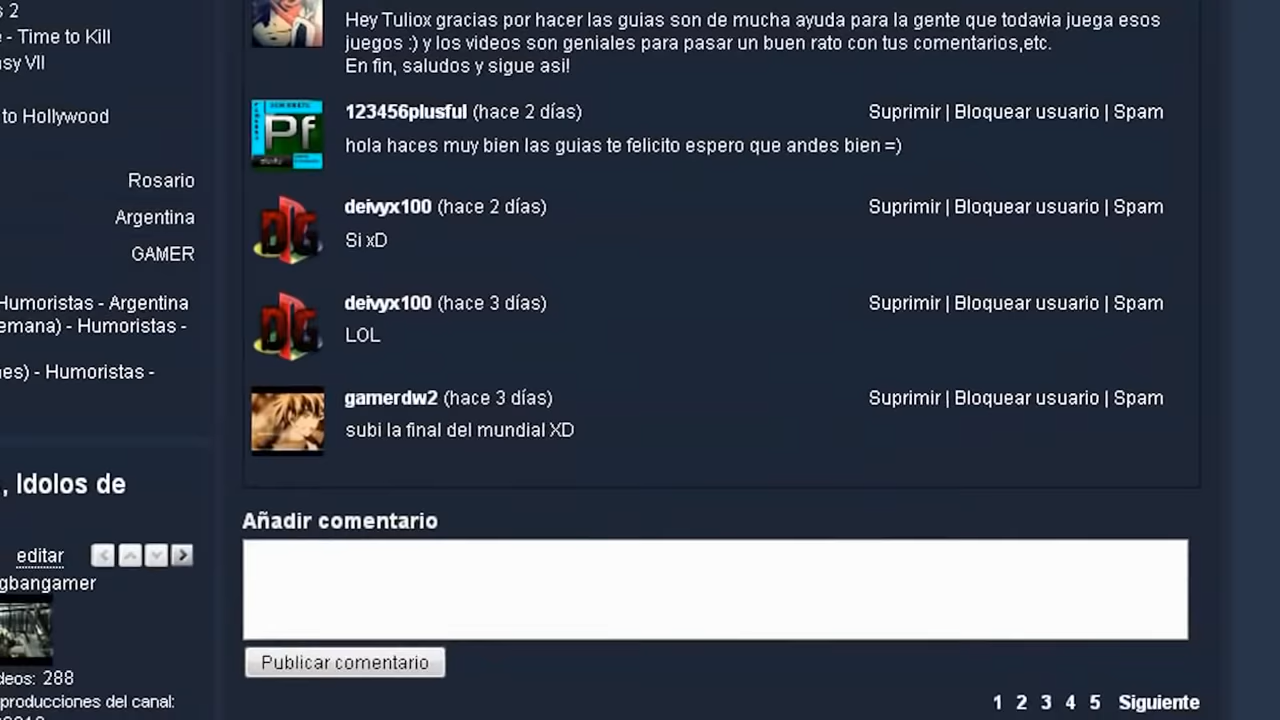 s 2
- Time to Kill
sy VII
to Hollywood
Rosario
Argentina
GAMER
Humoristas - Argentina
emana) - Humoristas -
es) - Humoristas -
, Idolos de
editar
gbangamer
deos: 288
producciones del canal:
Hey Tuliox gracias por hacer las guias son de mucha ayuda para la gente que todavia juega esos
juegos :) y los videos son geniales para pasar un buen rato con tus comentarios,etc.
En fin, saludos y sigue asi!
123456plusful (hace 2 días) Suprimir | Bloquear usuario | Spam
Pf
hola haces muy bien las guias te felicito espero que andes bien =)
deivyx100 (hace 2 días) Suprimir | Bloquear usuario | Spam
DG
Si xD
deivyx100 (hace 3 días) Suprimir | Bloquear usuario | Spam
DG
LOL
gamerdw2 (hace 3 días) Suprimir | Bloquear usuario | Spam
subi la final del mundial XD
Añadir comentario
Publicar comentario
1 2 3 4 5 Siguiente